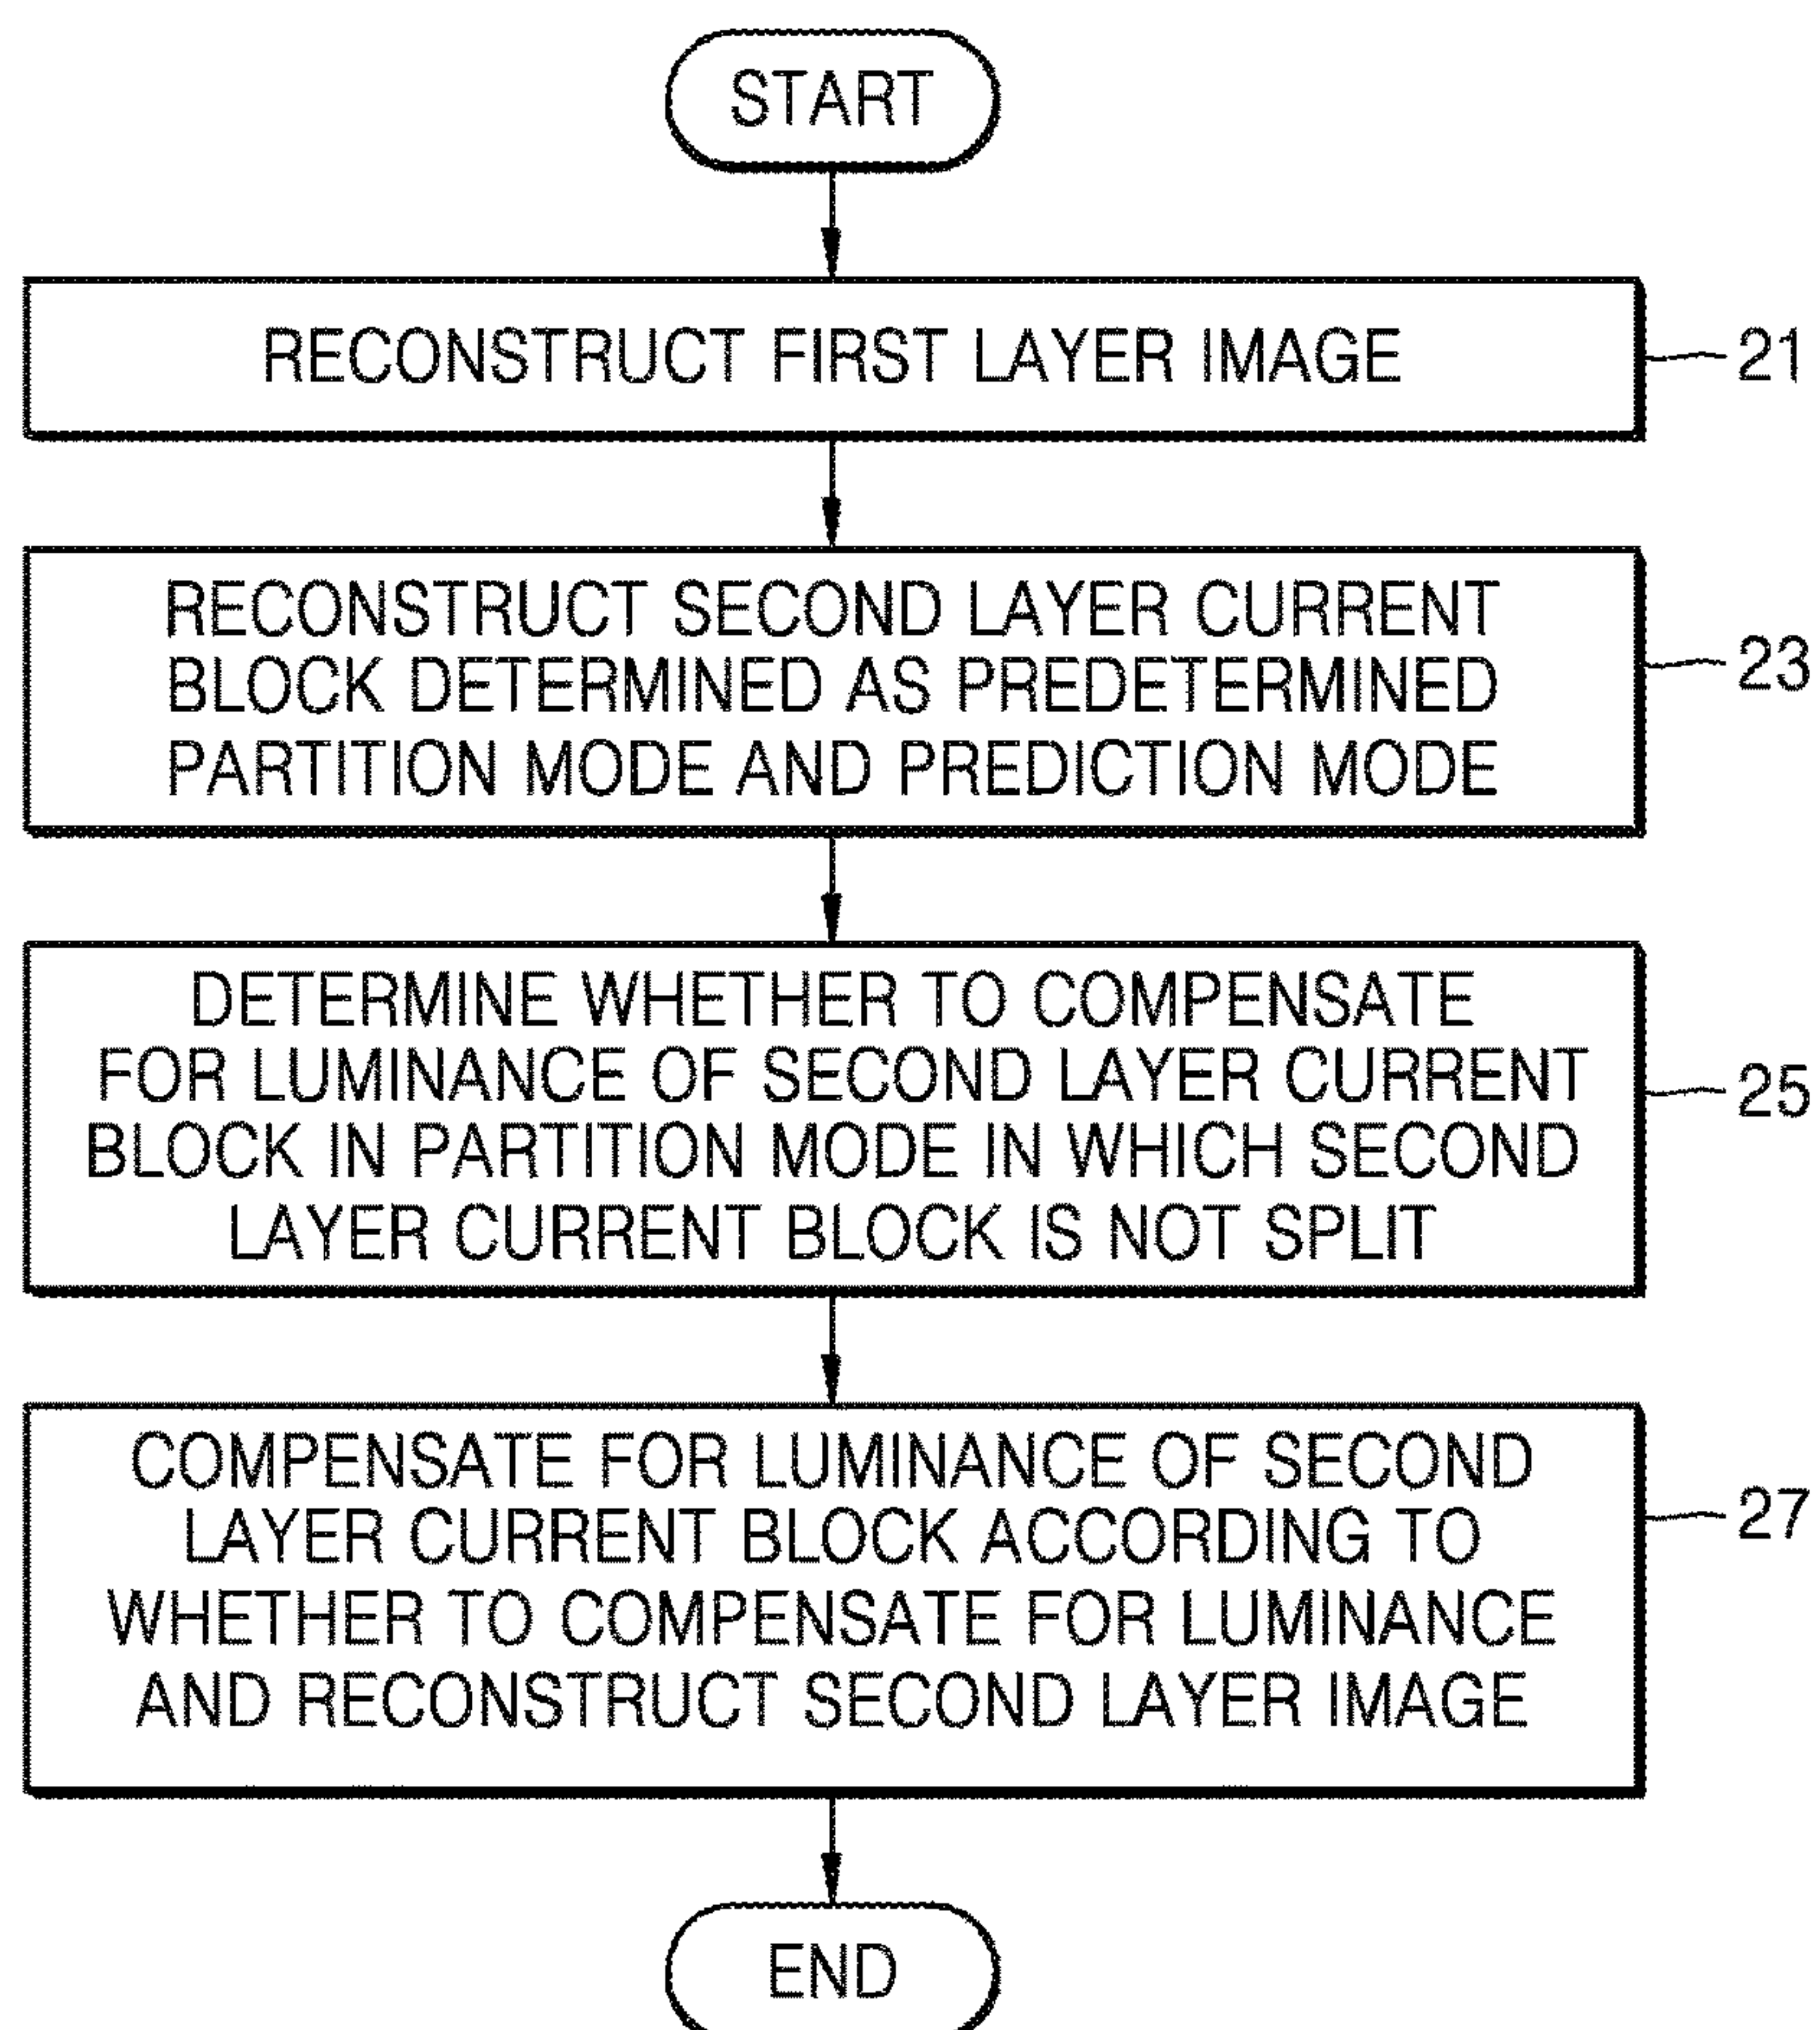 START
RECONSTRUCT FIRST LAYER IMAGE
21
RECONSTRUCT SECOND LAYER CURRENT
BLOCK DETERMINED AS PREDETERMINED
PARTITION MODE AND PREDICTION MODE
23
DETERMINE WHETHER TO COMPENSATE
FOR LUMINANCE OF SECOND LAYER CURRENT
BLOCK IN PARTITION MODE IN WHICH SECOND
LAYER CURRENT BLOCK IS NOT SPLIT
25
COMPENSATE FOR LUMINANCE OF SECOND
LAYER CURRENT BLOCK ACCORDING TO
WHETHER TO COMPENSATE FOR LUMINANCE
AND RECONSTRUCT SECOND LAYER IMAGE
27
END